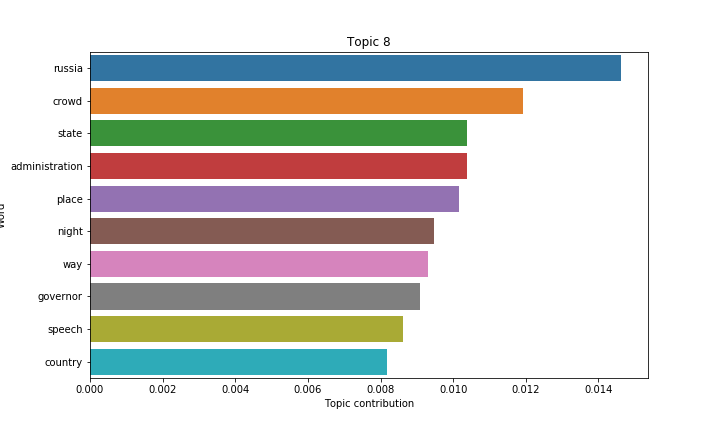 Topic 8
russia
crowd
state
administration
place
night
way
governor
speech
country
0.000 0.002 0.004 0.006 0.008 0.010 0.012 0.014
Topic contribution